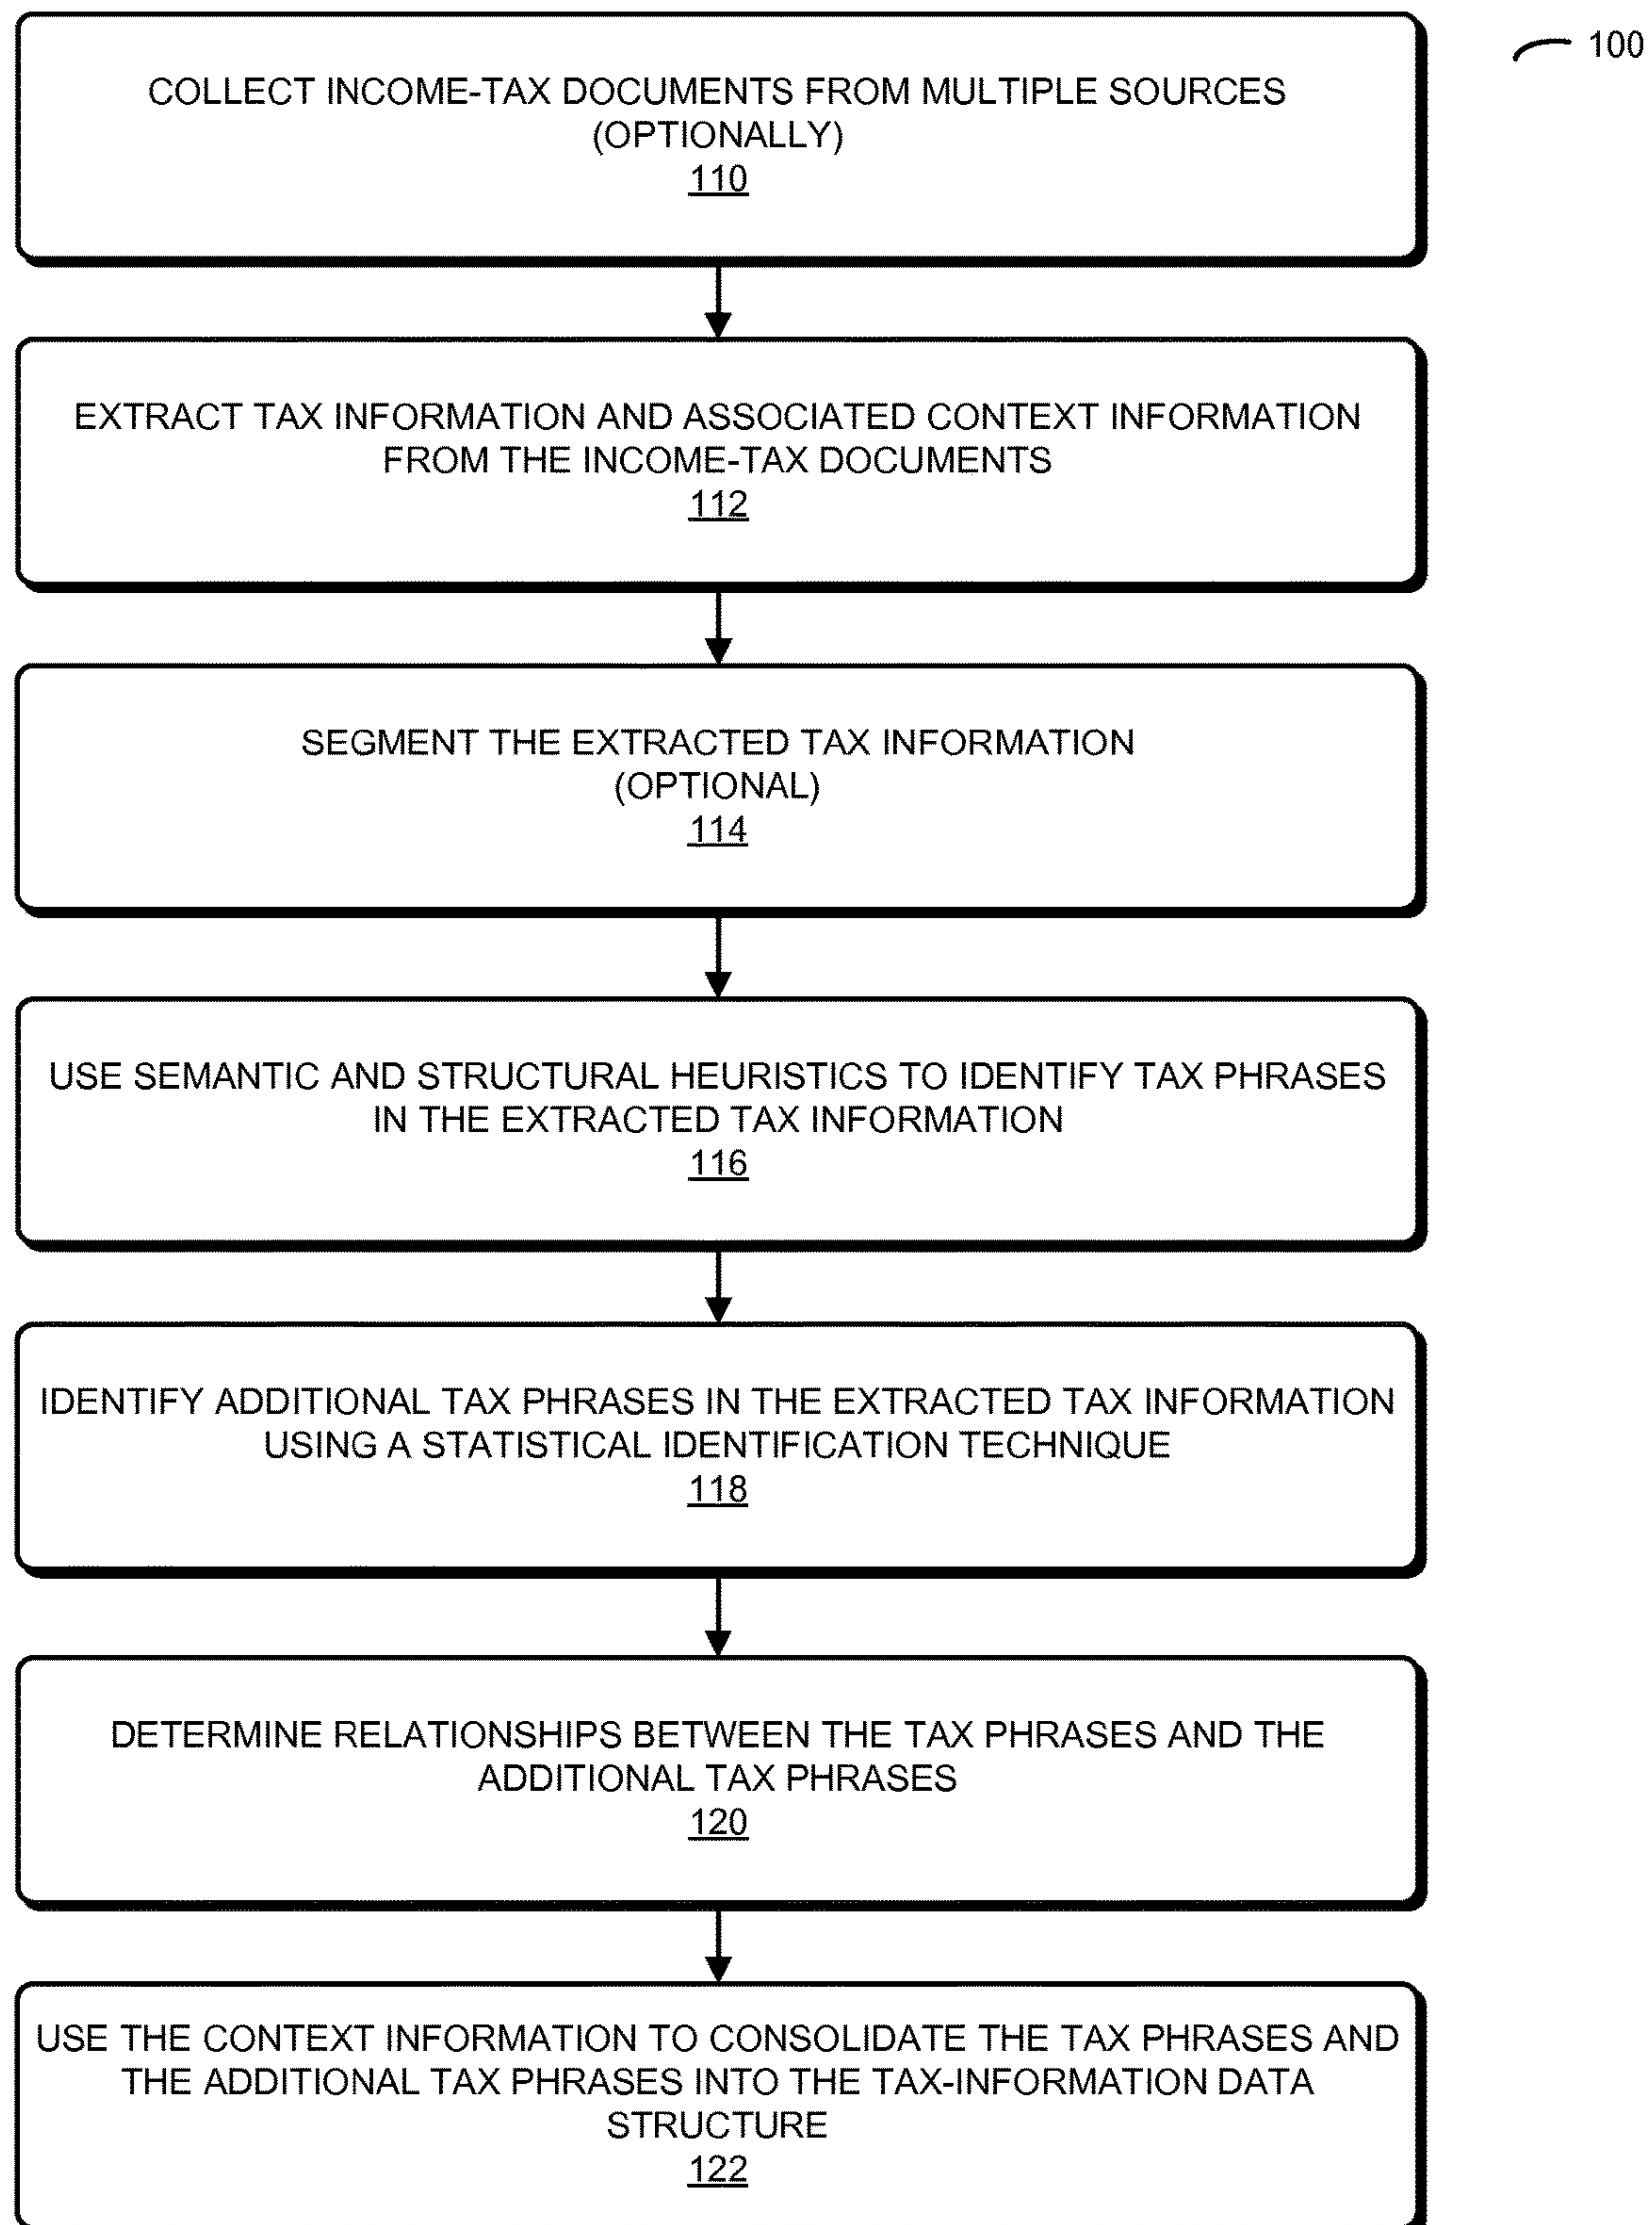 100
COLLECT INCOME-TAX DOCUMENTS FROM MULTIPLE SOURCES
(OPTIONALLY)
110
EXTRACT TAX INFORMATION AND ASSOCIATED CONTEXT INFORMATION
FROM THE INCOME-TAX DOCUMENTS
112
SEGMENT THE EXTRACTED TAX INFORMATION
(OPTIONAL)
114
USE SEMANTIC AND STRUCTURAL HEURISTICS TO IDENTIFY TAX PHRASES
IN THE EXTRACTED TAX INFORMATION
116
IDENTIFY ADDITIONAL TAX PHRASES IN THE EXTRACTED TAX INFORMATION
USING A STATISTICAL IDENTIFICATION TECHNIQUE
118
DETERMINE RELATIONSHIPS BETWEEN THE TAX PHRASES AND THE
ADDITIONAL TAX PHRASES
120
USE THE CONTEXT INFORMATION TO CONSOLIDATE THE TAX PHRASES AND
THE ADDITIONAL TAX PHRASES INTO THE TAX-INFORMATION DATA
STRUCTURE
122